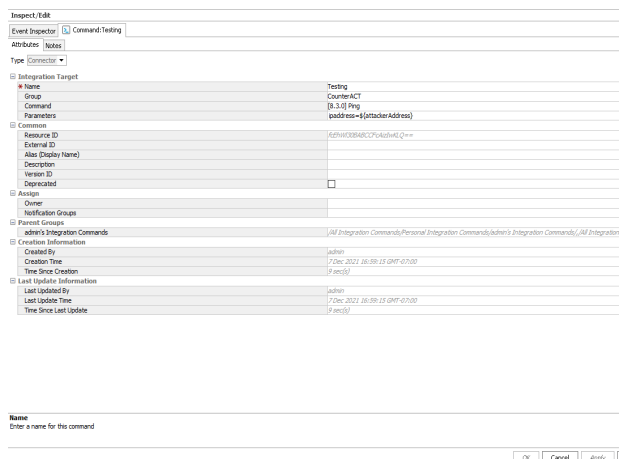 Inspect/Edit
Event Inspector Command:Testing
Attributes Notes
Type Connector
Integration Target
* Name Testing
Group CounterACT
Command [8.3.0] Ping
Parameters ipaddress=${attackerAddress}
Common
Resource ID
External ID
Alias (Display Name)
Description
Version ID
Deprecated
Assign
Owner
Notification Groups
Parent Groups
admin's Integration Commands /All Integration Commands/Personal Integration Commands/admin's Integration Commands/,/All Integration
Creation Information
Created By admin
Creation Time 7 Dec 2021 16:59:15 GMT-07:00
Time Since Creation 9 sec(s)
Last Update Information
Last Updated By admin
Last Update Time 7 Dec 2021 16:59:15 GMT-07:00
Time Since Last Update 9 sec(s)
Name
Enter a name for this command
OK Cancel Apply